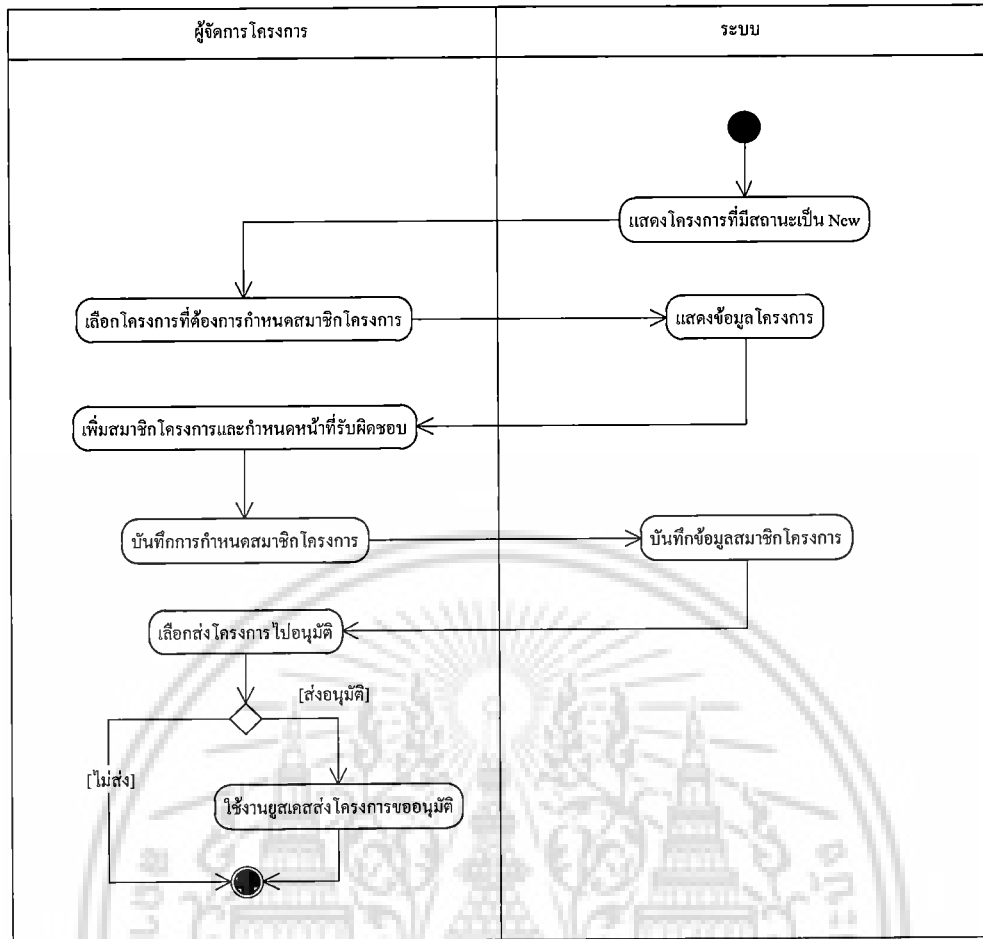 ผู้จัดการโครงการ
ระบบ
แสดงโครงการที่มีสถานะเป็น New
เลือกโครงการที่ต้องการกำหนดสมาชิกโครงการ
แสดงข้อมูลโครงการ
เพิ่มสมาชิกโครงการและกำหนดหน้าที่รับผิดชอบ
บันทึกการกำหนดสมาชิกโครงการ
บันทึกข้อมูลสมาชิกโครงการ
เลือกส่งโครงการไปอนุมัติ
[ส่งอนุมัติ]
[ไม่ส่ง]
ใช้งานยูสเคสส่งโครงการขออนุมัติ